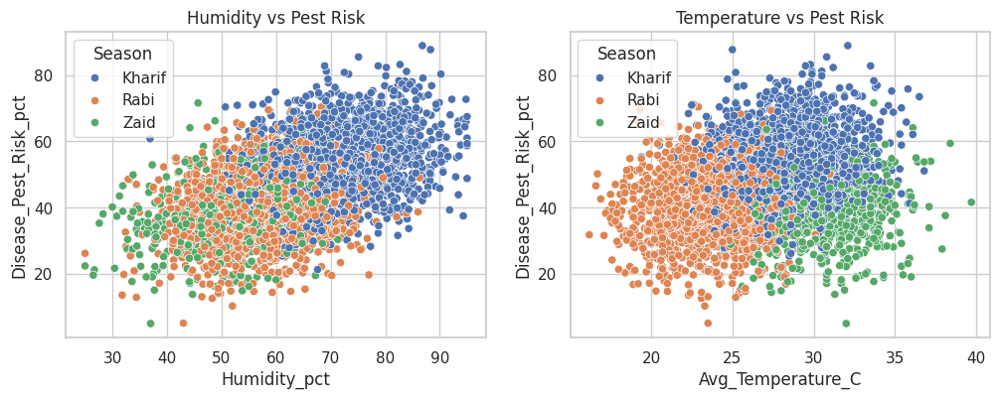 Humidity vs Pest Risk
Season
Kharif
Rabi
Zaid
Disease_Pest_Risk_pct
80
60
40
20
30
40
50
60
70
80
90
Humidity_pct
Temperature vs Pest Risk
Season
Kharif
Rabi
Zaid
Disease_Pest_Risk_pct
80
60
40
20
20
25
30
35
40
Avg_Temperature_C